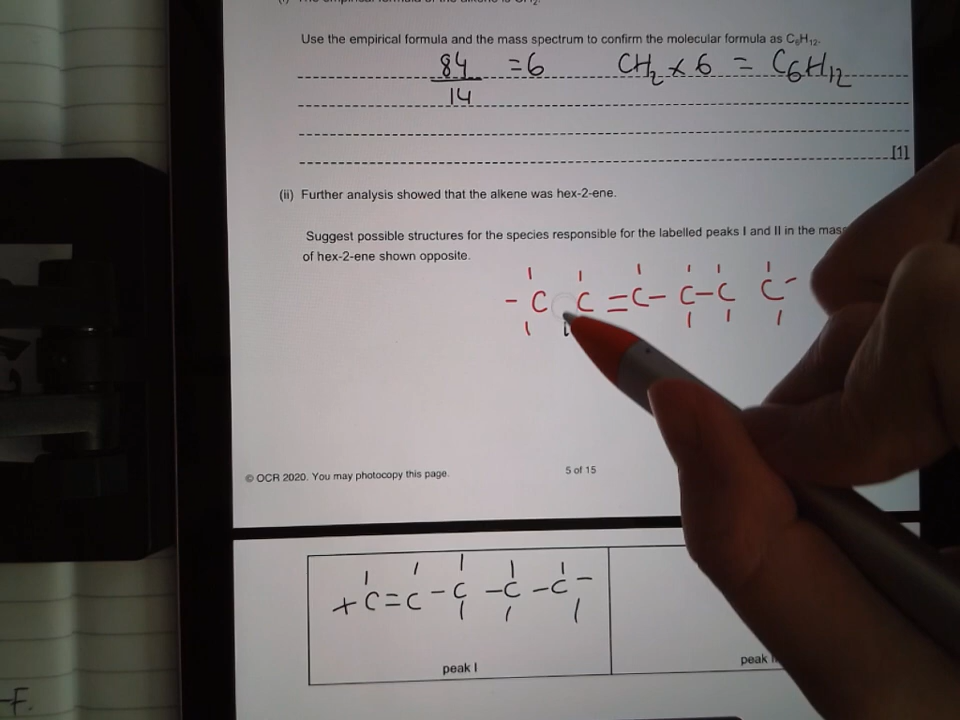 Use the empirical formula and the mass spectrum to confirm the molecular formula as C₆H₁₂.
84/14 = 6 CH₂ × 6 = C₆H₁₂
[1]
(ii) Further analysis showed that the alkene was hex-2-ene.
Suggest possible structures for the species responsible for the labelled peaks I and II in the mass
of hex-2-ene shown opposite.
- C C = C - C - C C -
© OCR 2020. You may photocopy this page.
5 of 15
+ C = C - C - C - C -
peak I
peak
-F.